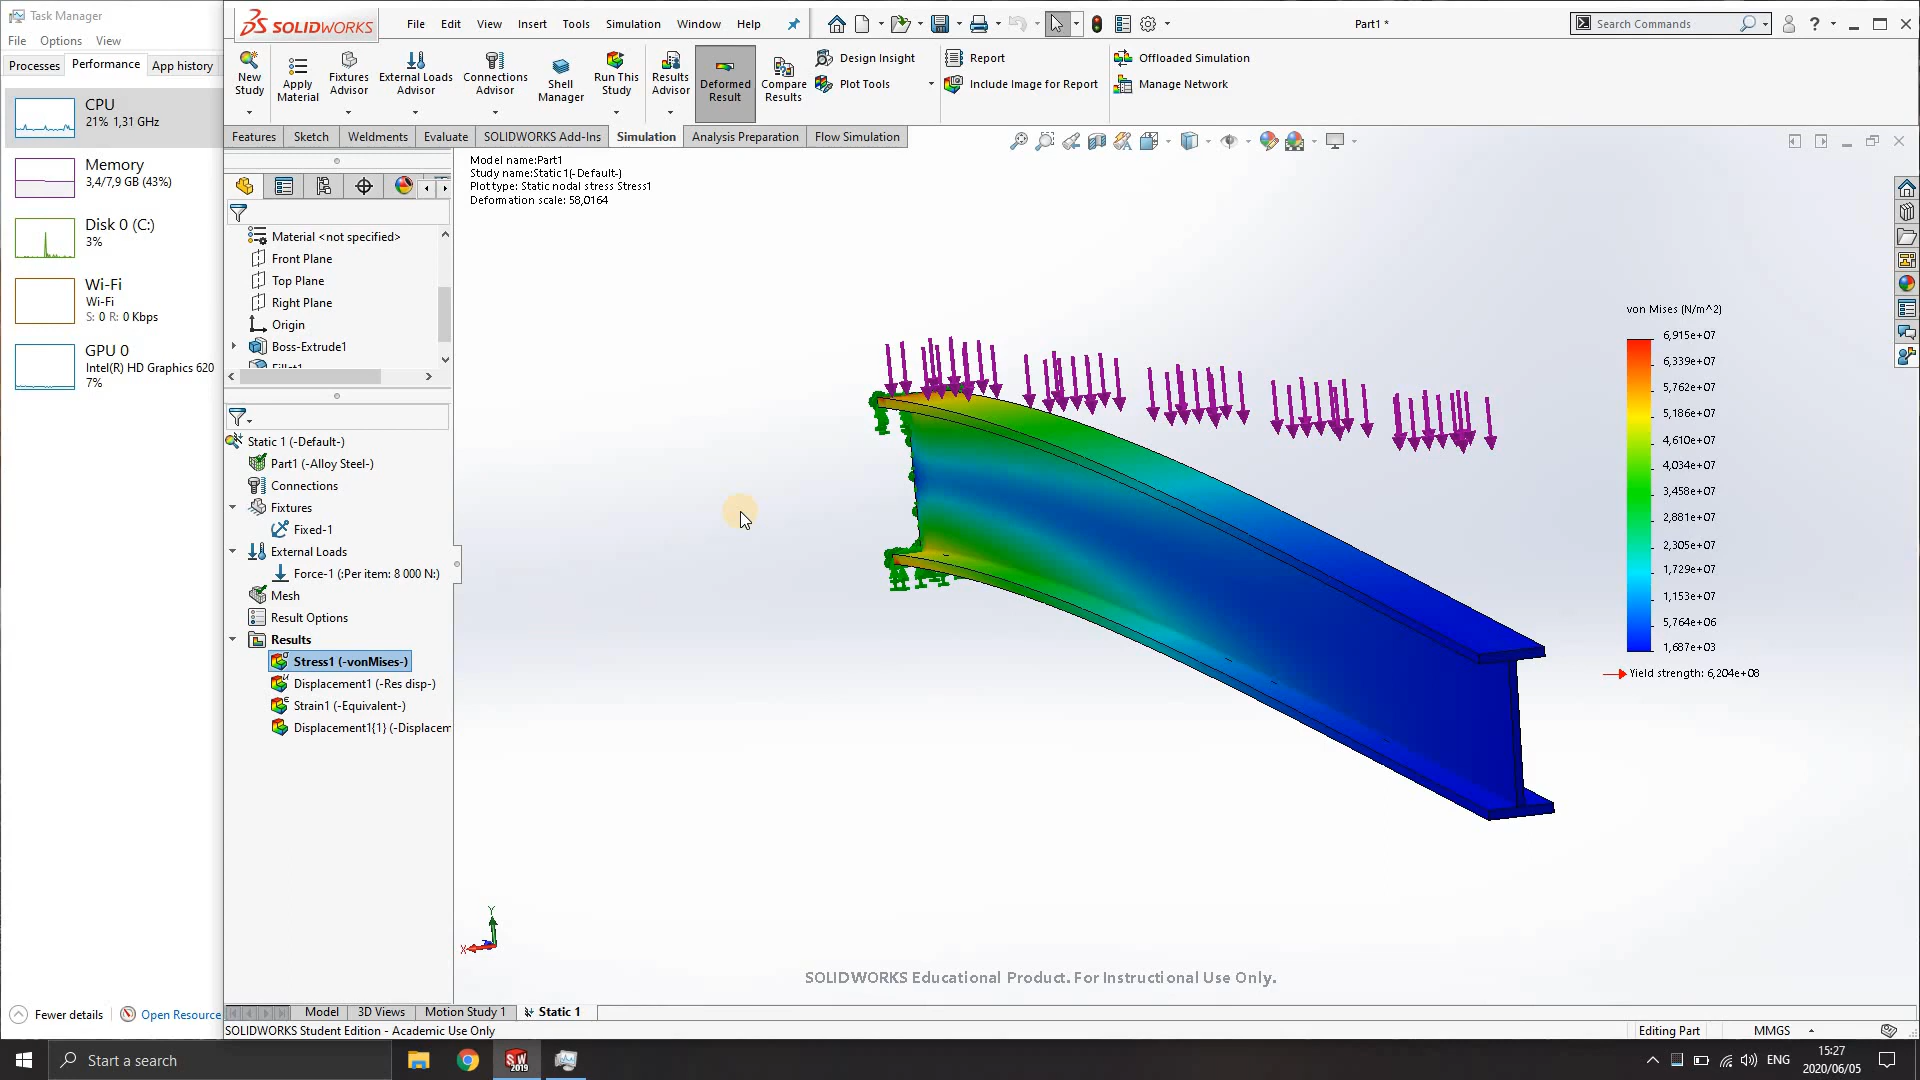 Task Manager
File Options View
Processes Performance App history
CPU
21% 1,31 GHz
Memory
3,4/7,9 GB (43%)
Disk 0 (C:)
3%
Wi-Fi
Wi-Fi
S: 0 R: 0 Kbps
GPU 0
Intel(R) HD Graphics 620
7%
Fewer details Open Resource
SOLIDWORKS File Edit View Insert Tools Simulation Window Help Part1 * Search Commands
New Study
Apply Material
Fixtures Advisor
External Loads Advisor
Connections Advisor
Shell Manager
Run This Study
Results Advisor
Deformed Result
Compare Results
Design Insight
Plot Tools
Report
Include Image for Report
Offloaded Simulation
Manage Network
Features Sketch Weldments Evaluate SOLIDWORKS Add-Ins Simulation Analysis Preparation Flow Simulation
Material <not specified>
Front Plane
Top Plane
Right Plane
Origin
Boss-Extrude1
Static 1 (-Default-)
Part1 (-Alloy Steel-)
Connections
Fixtures
Fixed-1
External Loads
Force-1 (:Per item: 8 000 N:)
Mesh
Result Options
Results
Stress1 (-vonMises-)
Displacement1 (-Res disp-)
Strain1 (-Equivalent-)
Displacement1{1} (-Displacem
Model name:Part1
Study name:Static 1(-Default-)
Plot type: Static nodal stress Stress1
Deformation scale: 58,0164
von Mises (N/m^2)
6,915e+07
6,339e+07
5,762e+07
5,186e+07
4,610e+07
4,034e+07
3,458e+07
2,881e+07
2,305e+07
1,729e+07
1,153e+07
5,764e+06
1,687e+03
Yield strength: 6,204e+08
Y
X
SOLIDWORKS Educational Product. For Instructional Use Only.
Model 3D Views Motion Study 1 Static 1
SOLIDWORKS Student Edition - Academic Use Only Editing Part MMGS
Start a search
SW 2019
ENG
15:27
2020/06/05